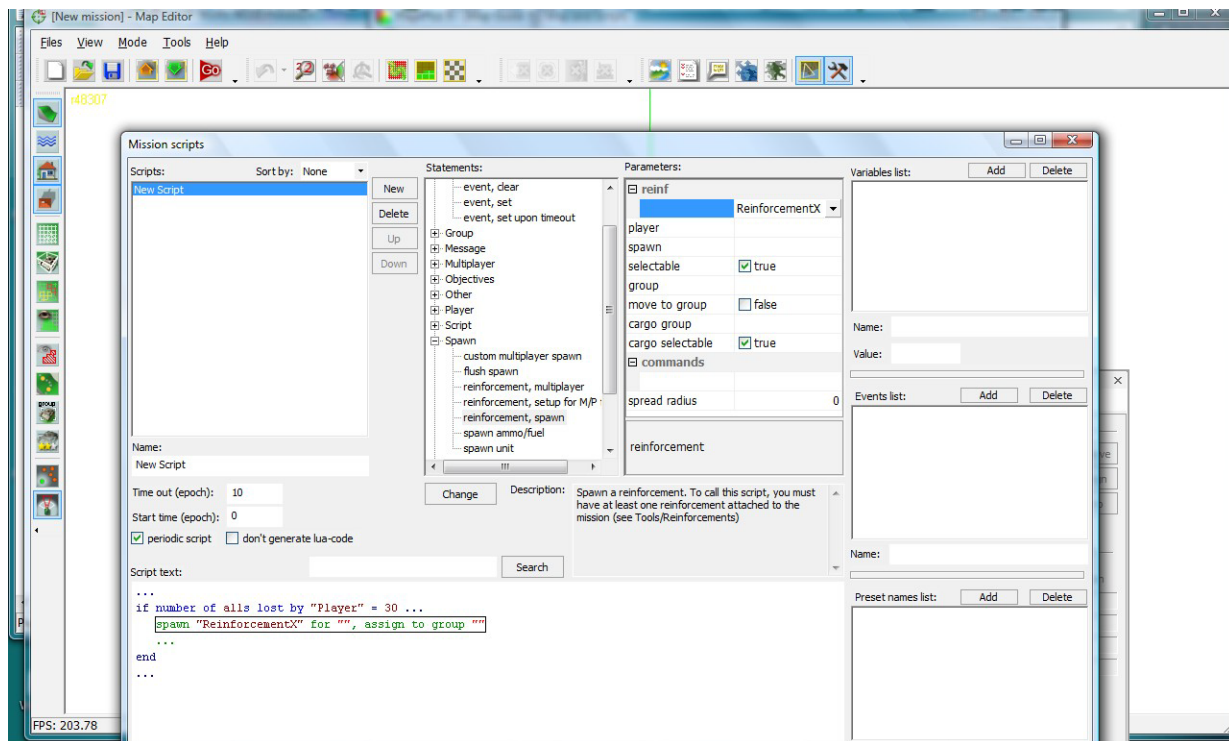 [New mission] - Map Editor
Files View Mode Tools Help
GO 32
r48307
Mission scripts
Scripts: Sort by: None
New Script
New
Delete
Up
Down
Name:
New Script
Time out (epoch): 10
Start time (epoch): 0
periodic script don't generate lua-code
Statements:
event, clear
event, set
event, set upon timeout
Group
Message
Multiplayer
Objectives
Other
Player
Script
Spawn
custom multiplayer spawn
flush spawn
reinforcement, multiplayer
reinforcement, setup for M/P
reinforcement, spawn
spawn ammo/fuel
spawn unit
Change
Parameters:
reinf
ReinforcementX
player
spawn
selectable true
group
move to group false
cargo group
cargo selectable true
commands
spread radius 0
reinforcement
Description: Spawn a reinforcement. To call this script, you must
have at least one reinforcement attached to the
mission (see Tools/Reinforcements)
Script text: Search
...
if number of alls lost by "Player" = 30 ...
spawn "ReinforcementX" for "", assign to group ""
...
end
...
Variables list: Add Delete
Name:
Value:
Events list: Add Delete
Name:
Preset names list: Add Delete
group
FPS: 203.78